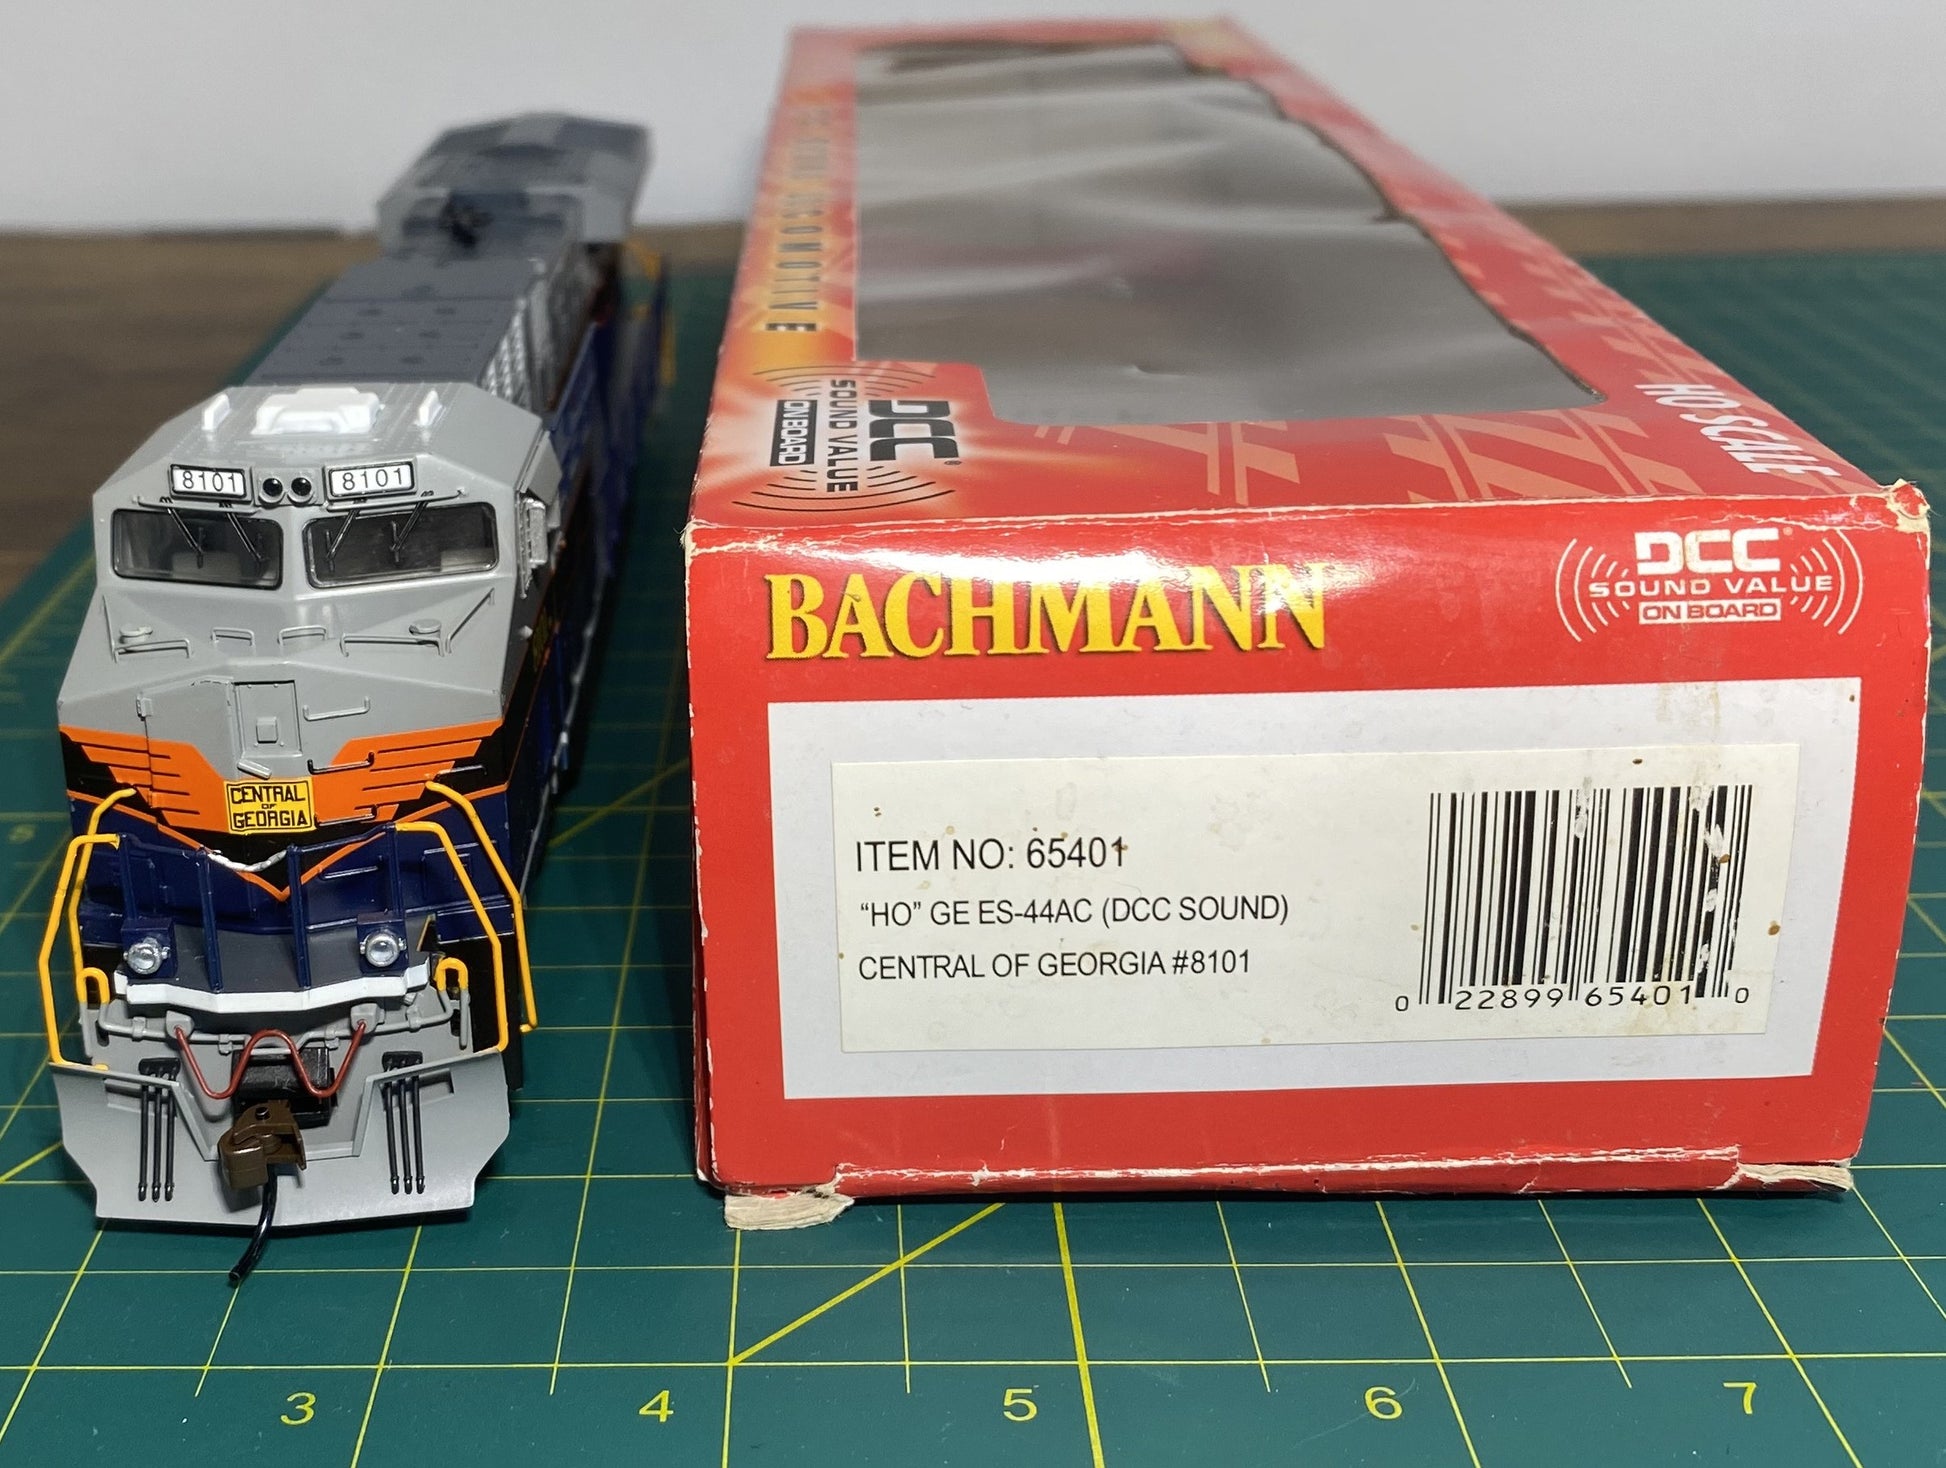 8101
8101
CENTRAL
OF
GEORGIA
LOCOMOTIVE
DCC
SOUND VALUE
ON BOARD
HO SCALE
BACHMANN
DCC
SOUND VALUE
ON BOARD
ITEM NO: 65401
“HO” GE ES-44AC (DCC SOUND)
CENTRAL OF GEORGIA #8101
0 22899 65401 0
5
3 4 5 6 7